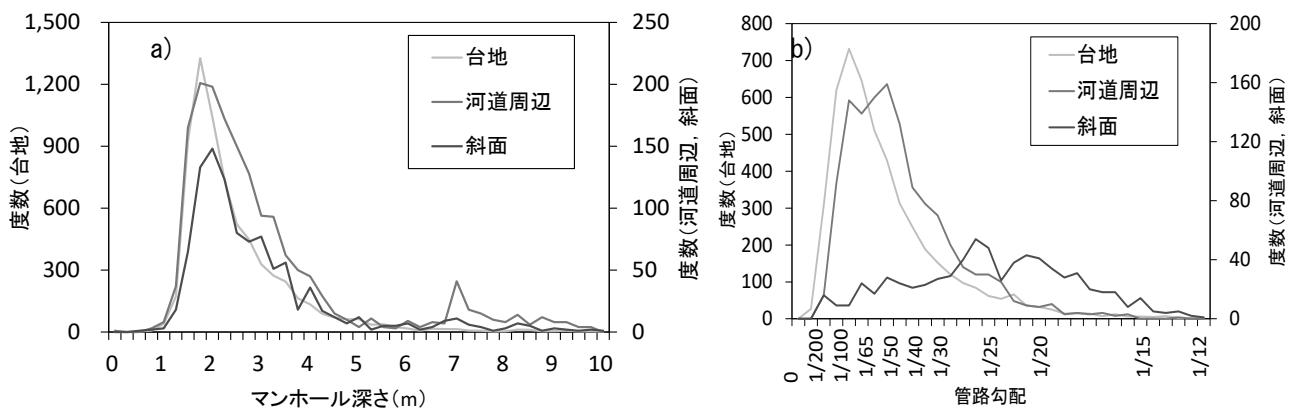 a)
台地
河道周辺
斜面
度数(台地)
1,500
1,200
900
600
300
0
度数(河道周辺, 斜面)
250
200
150
100
50
0
0 1 2 3 4 5 6 7 8 9 10
マンホール深さ(m)
b)
台地
河道周辺
斜面
度数(台地)
800
700
600
500
400
300
200
100
0
度数(河道周辺, 斜面)
200
160
120
80
40
0
0 1/200 1/100 1/65 1/50 1/40 1/30 1/25 1/20 1/15 1/12
管路勾配